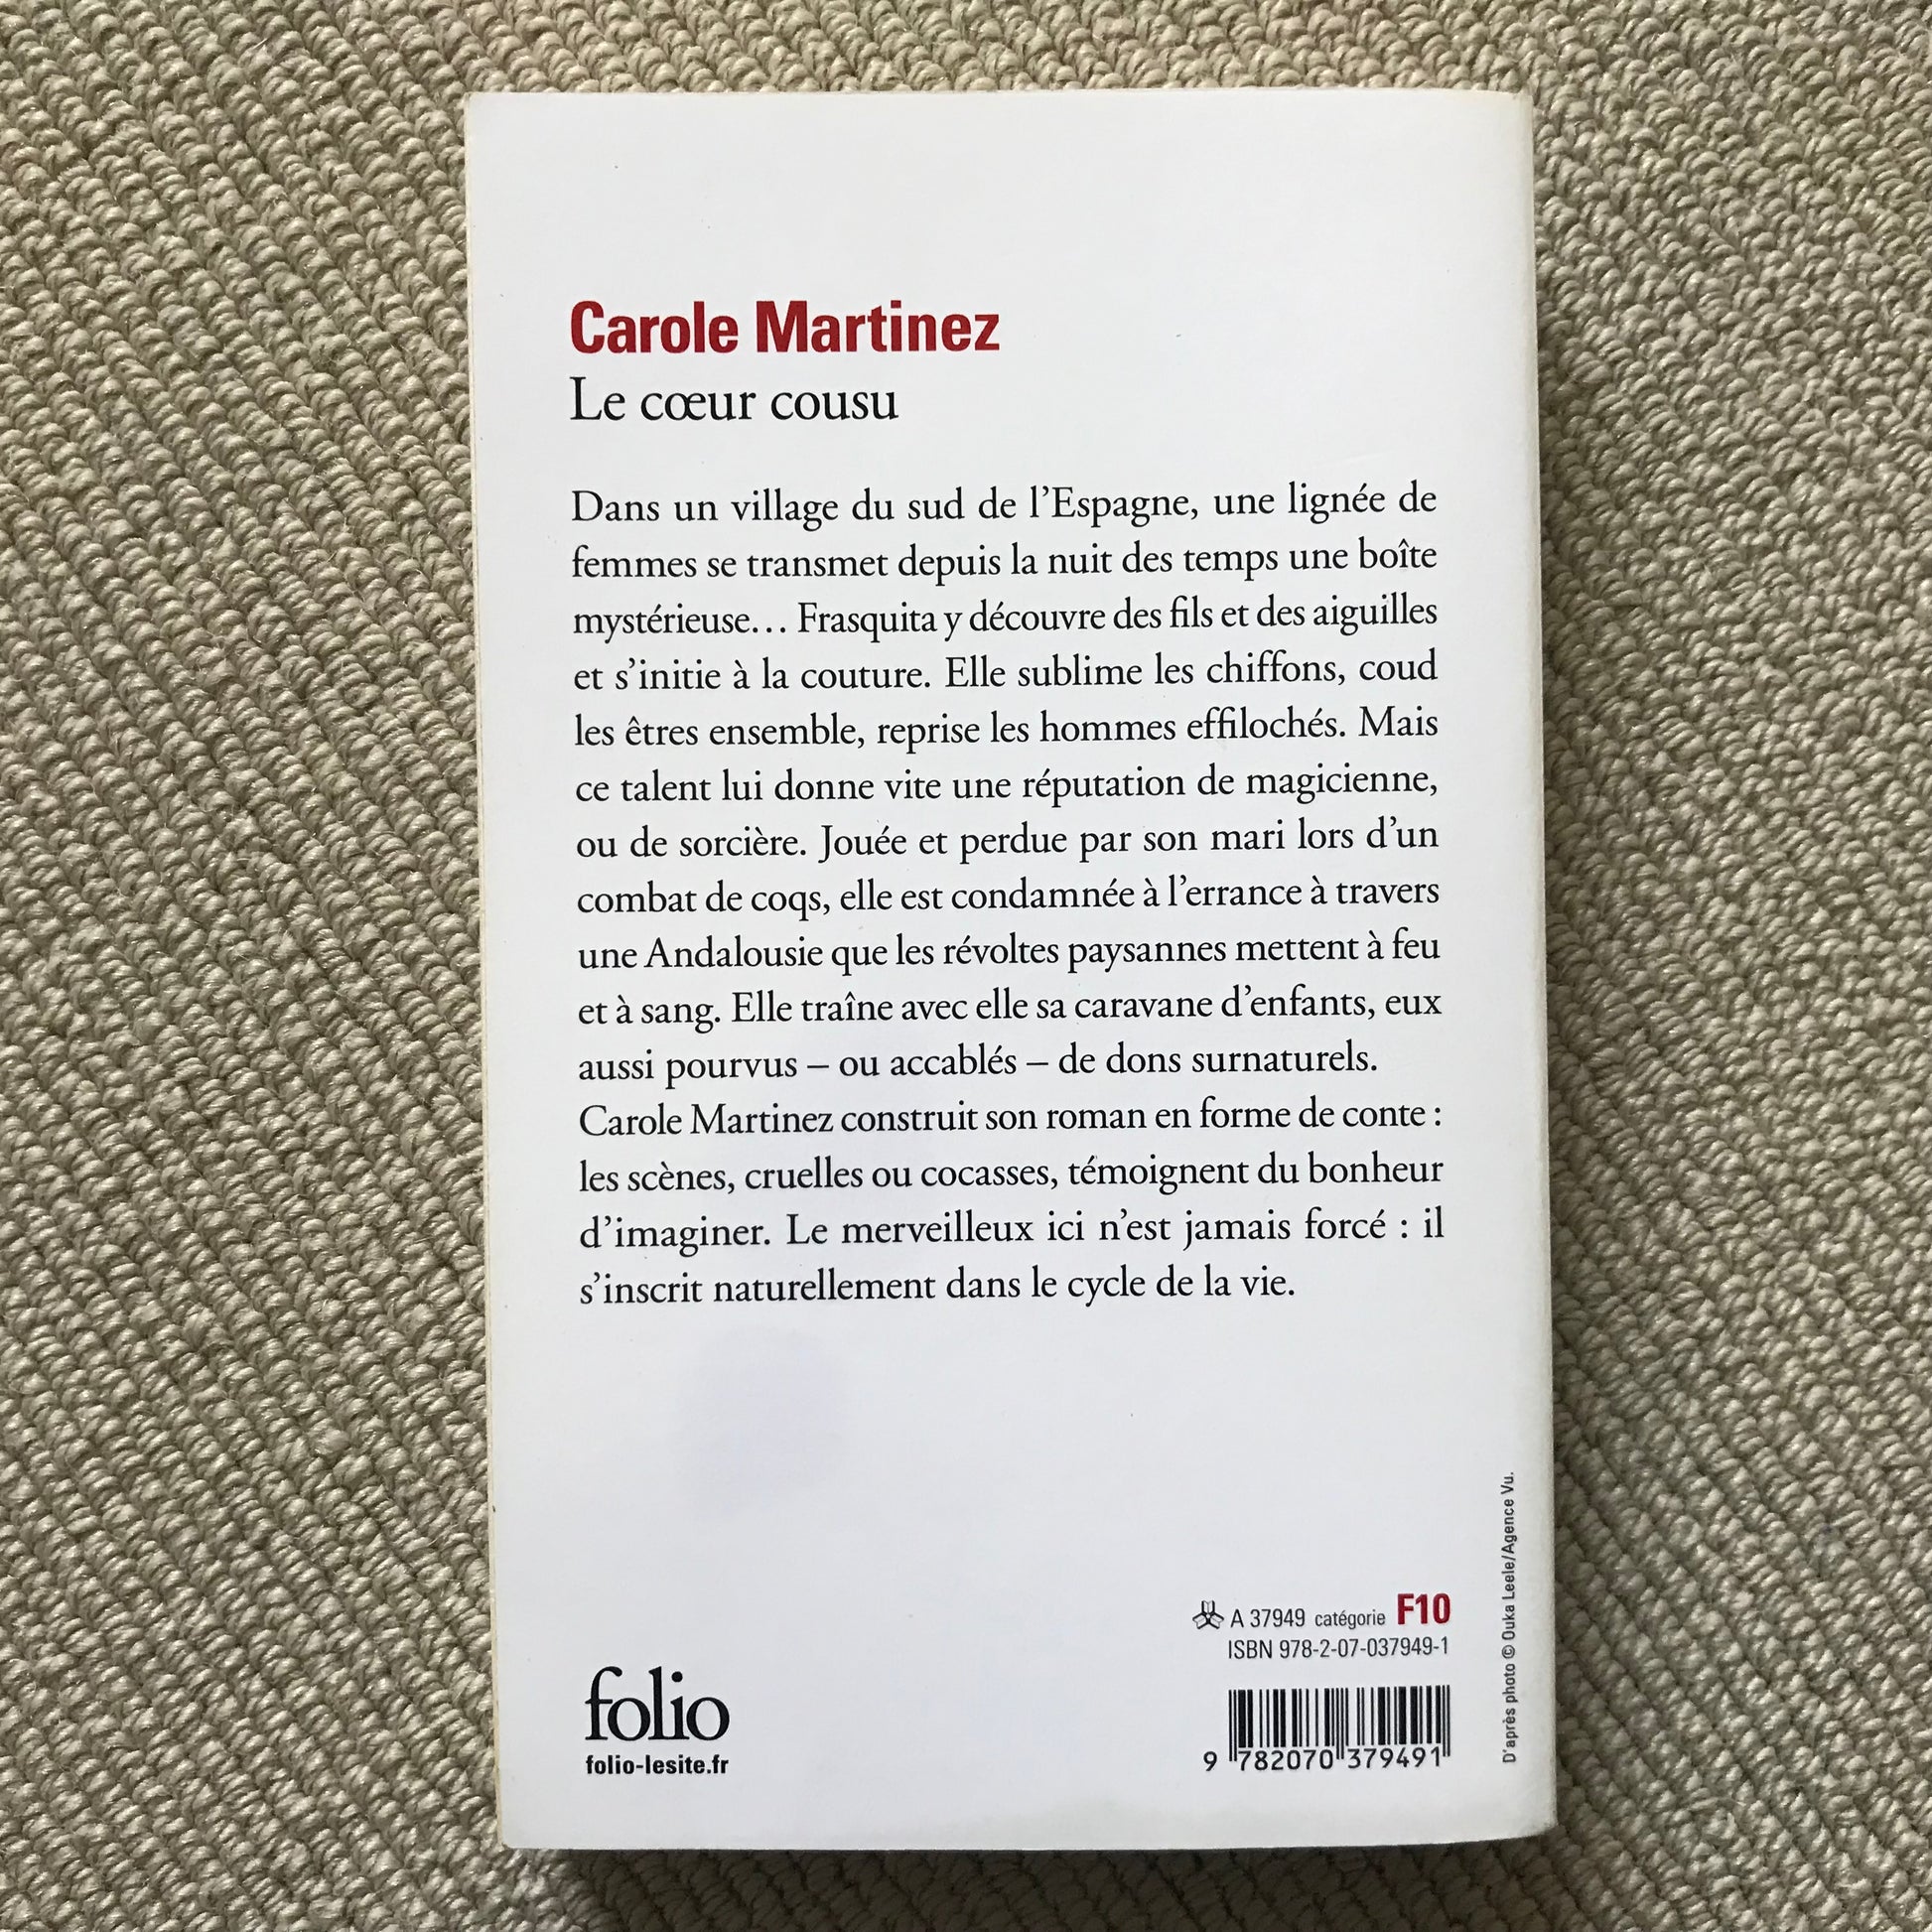 Carole Martinez
Le cœur cousu
Dans un village du sud de l’Espagne, une lignée de
femmes se transmet depuis la nuit des temps une boîte
mystérieuse… Frasquita y découvre des fils et des aiguilles
et s’initie à la couture. Elle sublime les chiffons, coud
les êtres ensemble, reprise les hommes effilochés. Mais
ce talent lui donne vite une réputation de magicienne,
ou de sorcière. Jouée et perdue par son mari lors d’un
combat de coqs, elle est condamnée à l’errance à travers
une Andalousie que les révoltes paysannes mettent à feu
et à sang. Elle traîne avec elle sa caravane d’enfants, eux
aussi pourvus – ou accablés – de dons surnaturels.
Carole Martinez construit son roman en forme de conte :
les scènes, cruelles ou cocasses, témoignent du bonheur
d’imaginer. Le merveilleux ici n’est jamais forcé : il
s’inscrit naturellement dans le cycle de la vie.
folio
folio-lesite.fr
A 37949 catégorie F10
ISBN 978-2-07-037949-1
9 782070 379491
D’après photo © Ouka Leele/Agence Vu.